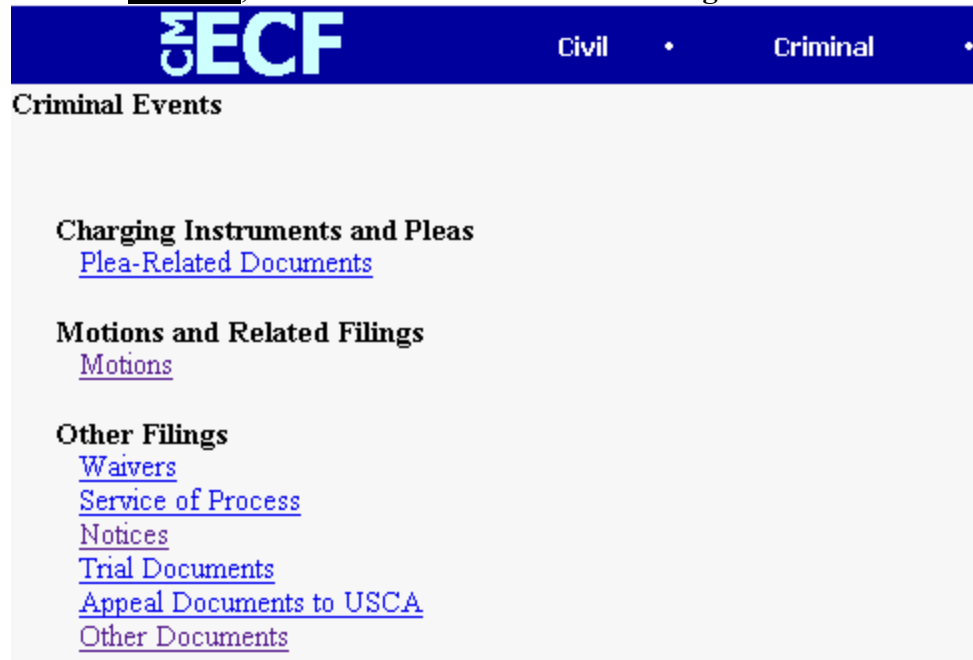 CM ECF Civil • Criminal •
Criminal Events
Charging Instruments and Pleas
Plea-Related Documents
Motions and Related Filings
Motions
Other Filings
Waivers
Service of Process
Notices
Trial Documents
Appeal Documents to USCA
Other Documents